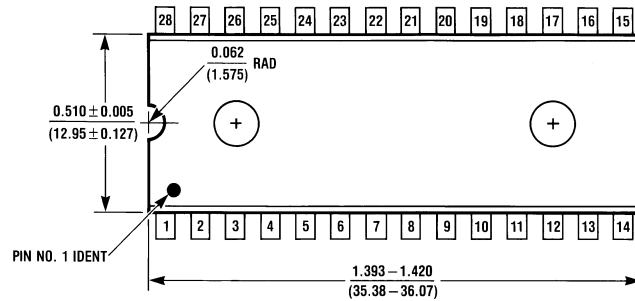 28 27 26 25 24 23 22 21 20 19 18 17 16 15
0.062
(1.575)
RAD
0.510 ± 0.005
(12.95 ± 0.127)
1 2 3 4 5 6 7 8 9 10 11 12 13 14
PIN NO. 1 IDENT
1.393 – 1.420
(35.38 – 36.07)